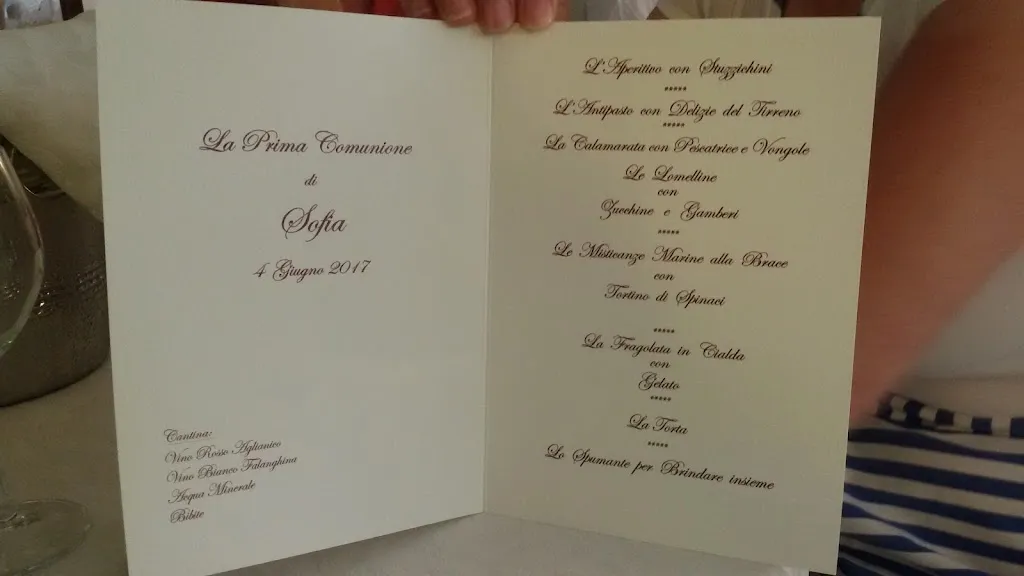 La Prima Comunione
di
Sofia
4 Giugno 2017
Cantina:
Vino Rosso Aglianico
Vino Bianco Falanghina
Acqua Minerale
Bibite
L'Aperitivo con Stuzzichini
*****
L'Antipasto con Delizie del Tirreno
*****
La Calamarata con Pescatrice e Vongole
Le Lomelline
con
Zucchine e Gamberi
*****
Le Misticanze Marine alla Brace
con
Tortino di Spinaci
*****
La Fragolata in Cialda
con
Gelato
*****
La Torta
*****
Lo Spumante per Brindare insieme